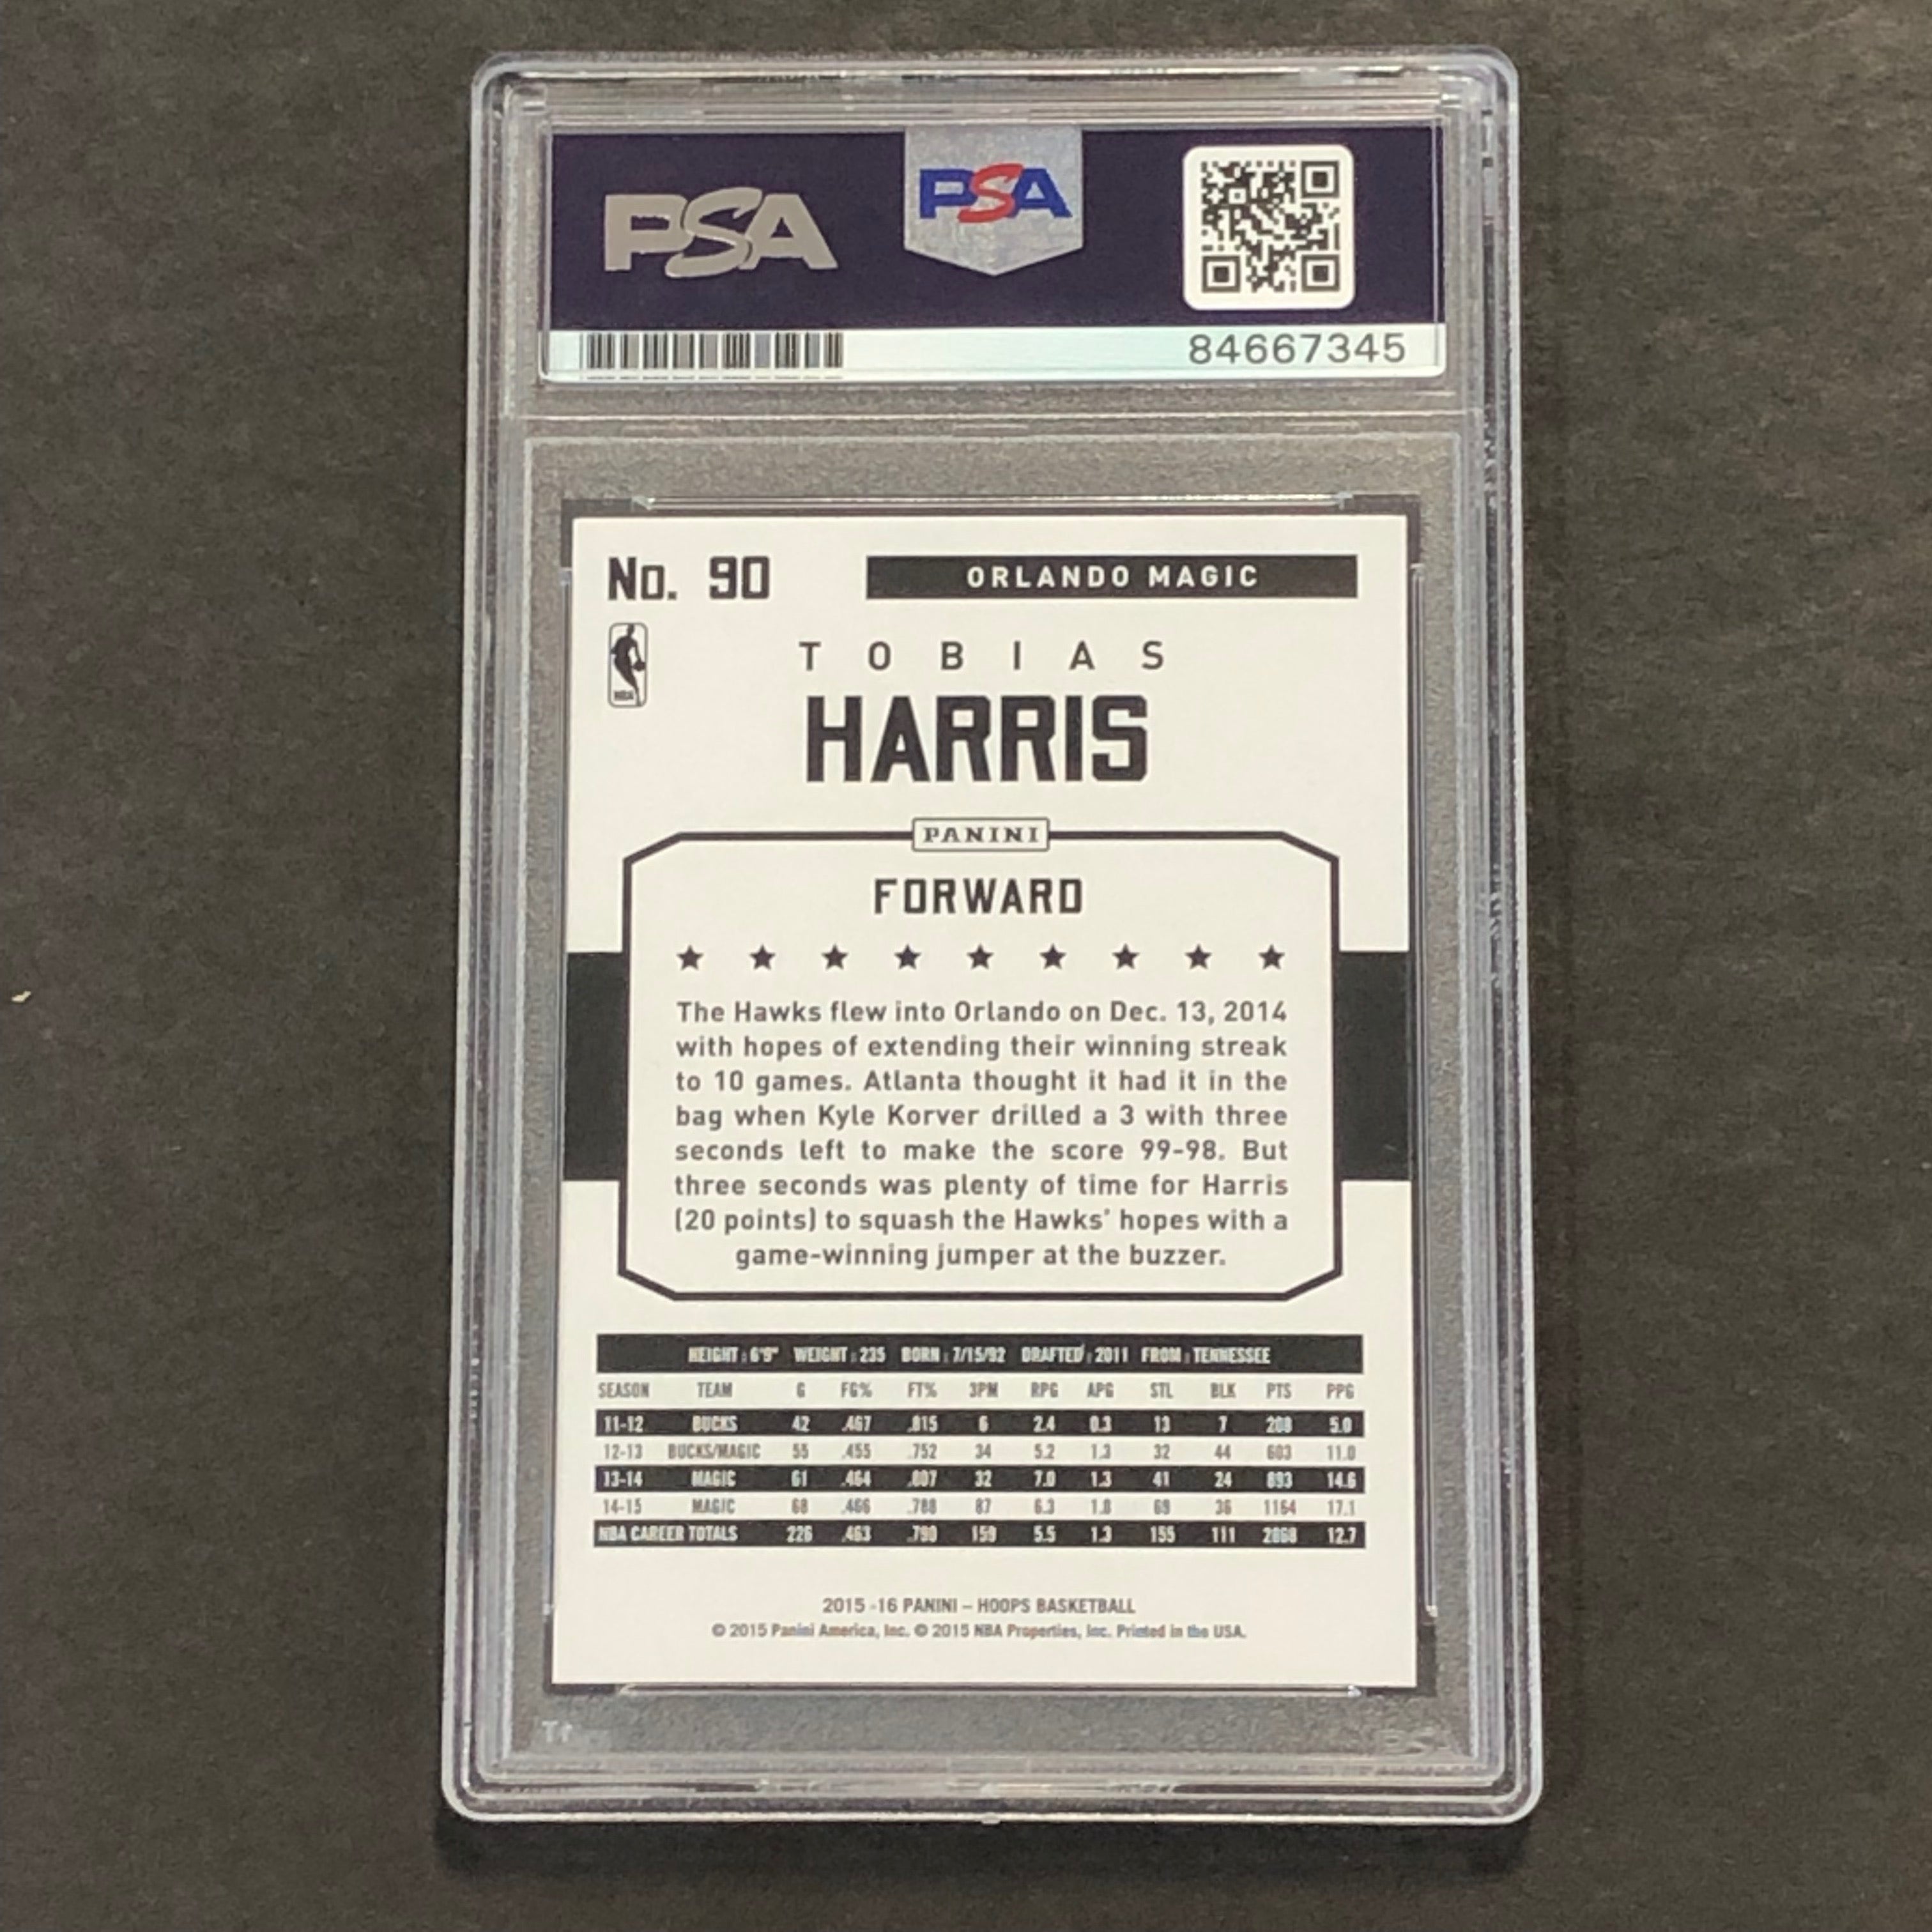 PSA
PSA
84667345
No. 90
ORLANDO MAGIC
NBA
TOBIAS
HARRIS
PANINI
FORWARD
The Hawks flew into Orlando on Dec. 13, 2014
with hopes of extending their winning streak
to 10 games. Atlanta thought it had it in the
bag when Kyle Korver drilled a 3 with three
seconds left to make the score 99-98. But
three seconds was plenty of time for Harris
(20 points) to squash the Hawks' hopes with a
game-winning jumper at the buzzer.
HEIGHT: 6'9" WEIGHT: 235 BORN: 7/15/92 DRAFTED: 2011 FROM: TENNESSEE
SEASON TEAM G FG% FT% 3PM RPG APG STL BLK PTS PPG
11-12 BUCKS 42 .467 .815 6 2.4 0.3 13 7 208 5.0
12-13 BUCKS/MAGIC 55 .455 .752 34 5.2 1.3 32 44 603 11.0
13-14 MAGIC 61 .464 .807 32 7.0 1.3 41 24 893 14.6
14-15 MAGIC 68 .466 .788 87 6.3 1.8 69 36 1164 17.1
NBA CAREER TOTALS 226 .463 .790 159 5.5 1.3 155 111 2868 12.7
2015-16 PANINI – HOOPS BASKETBALL
© 2015 Panini America, Inc. © 2015 NBA Properties, Inc. Printed in the USA.